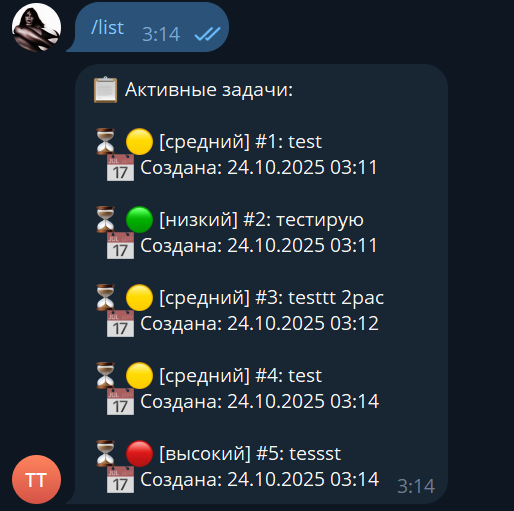 /list 3:14
Активные задачи:
[средний] #1: test
Создана: 24.10.2025 03:11
[низкий] #2: тестирую
Создана: 24.10.2025 03:11
[средний] #3: testtt 2pac
Создана: 24.10.2025 03:12
[средний] #4: test
Создана: 24.10.2025 03:14
[высокий] #5: tessst
Создана: 24.10.2025 03:14
TT
3:14